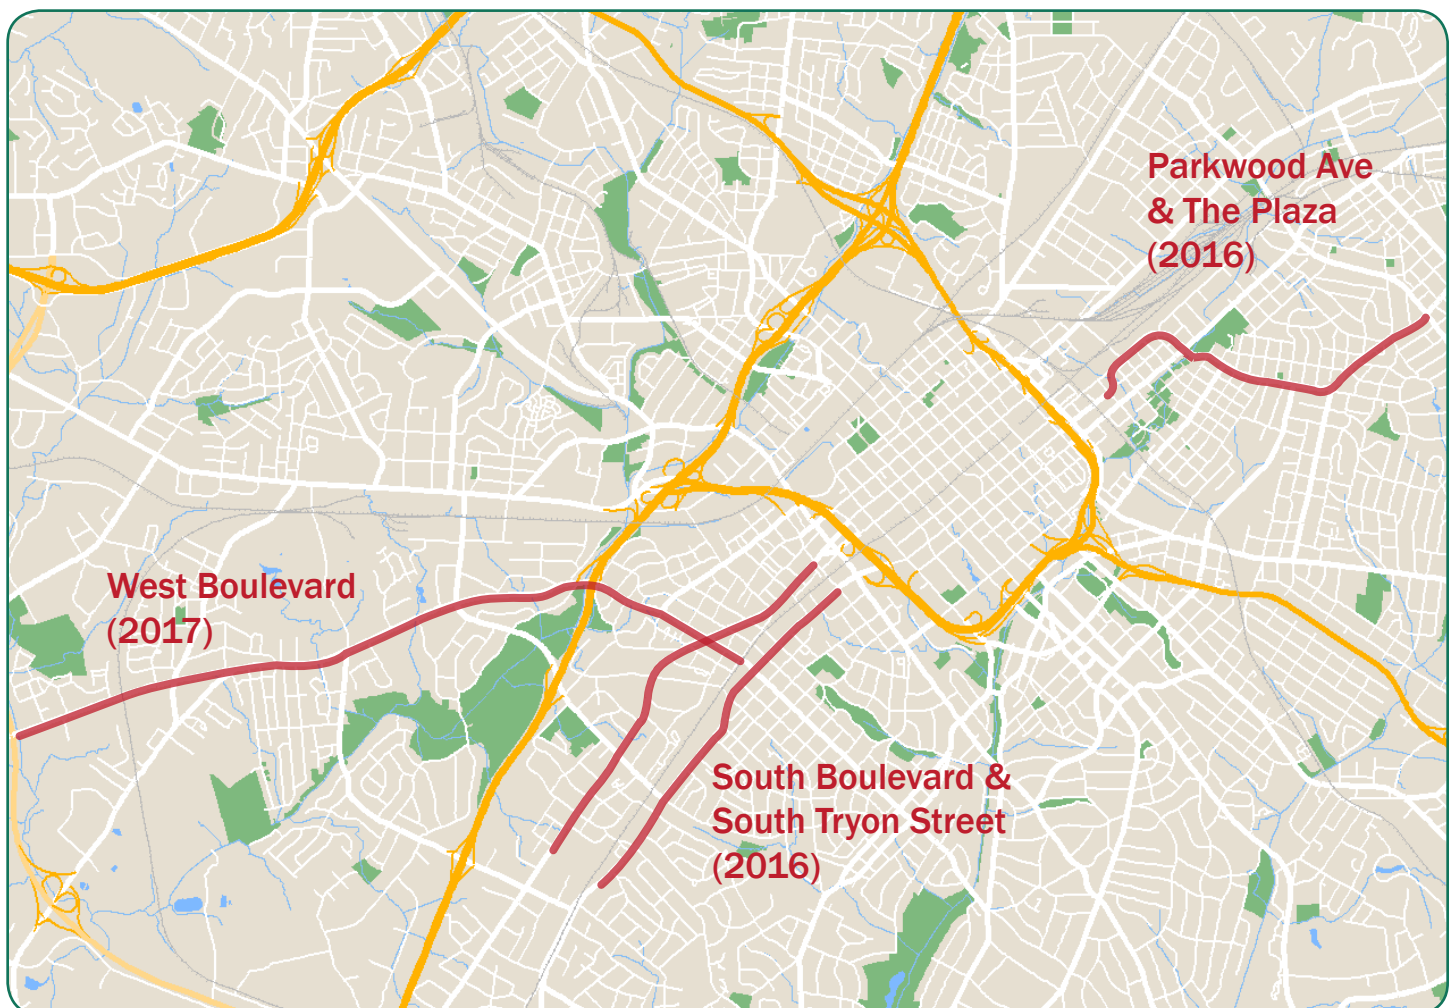 Parkwood Ave
& The Plaza
(2016)
West Boulevard
(2017)
South Boulevard &
South Tryon Street
(2016)